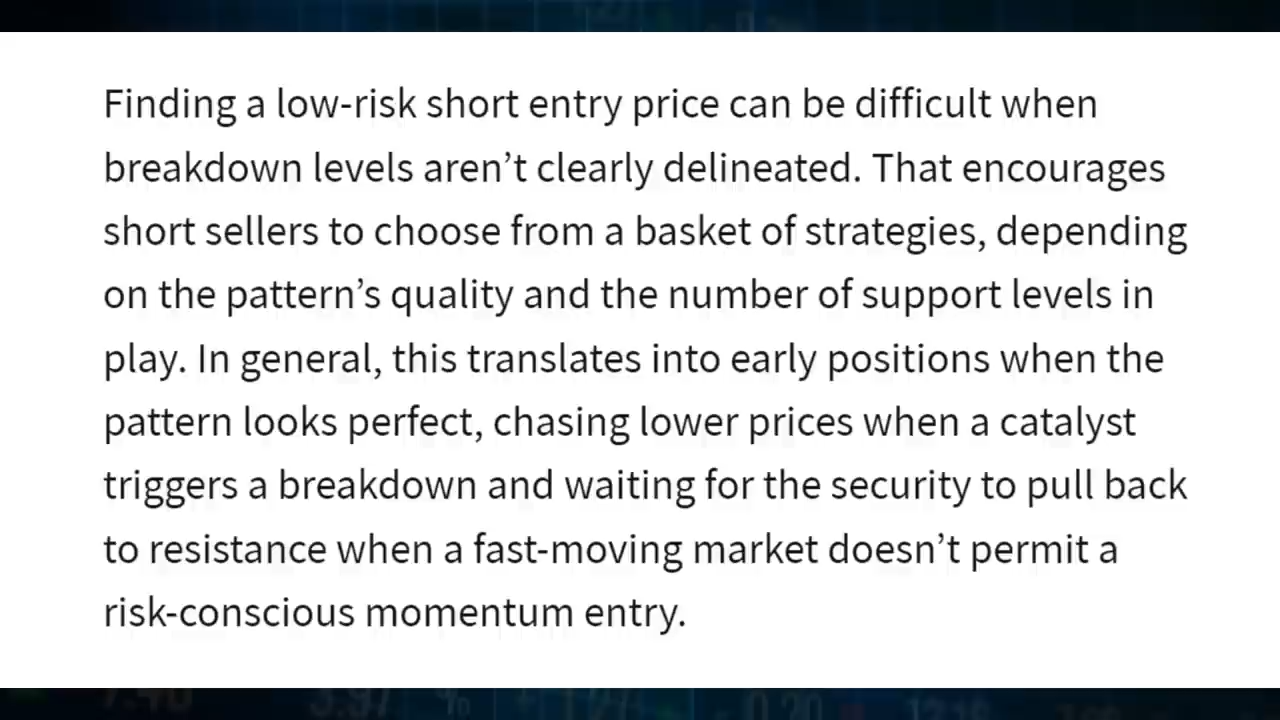 Finding a low-risk short entry price can be difficult when
breakdown levels aren’t clearly delineated. That encourages
short sellers to choose from a basket of strategies, depending
on the pattern’s quality and the number of support levels in
play. In general, this translates into early positions when the
pattern looks perfect, chasing lower prices when a catalyst
triggers a breakdown and waiting for the security to pull back
to resistance when a fast-moving market doesn’t permit a
risk-conscious momentum entry.